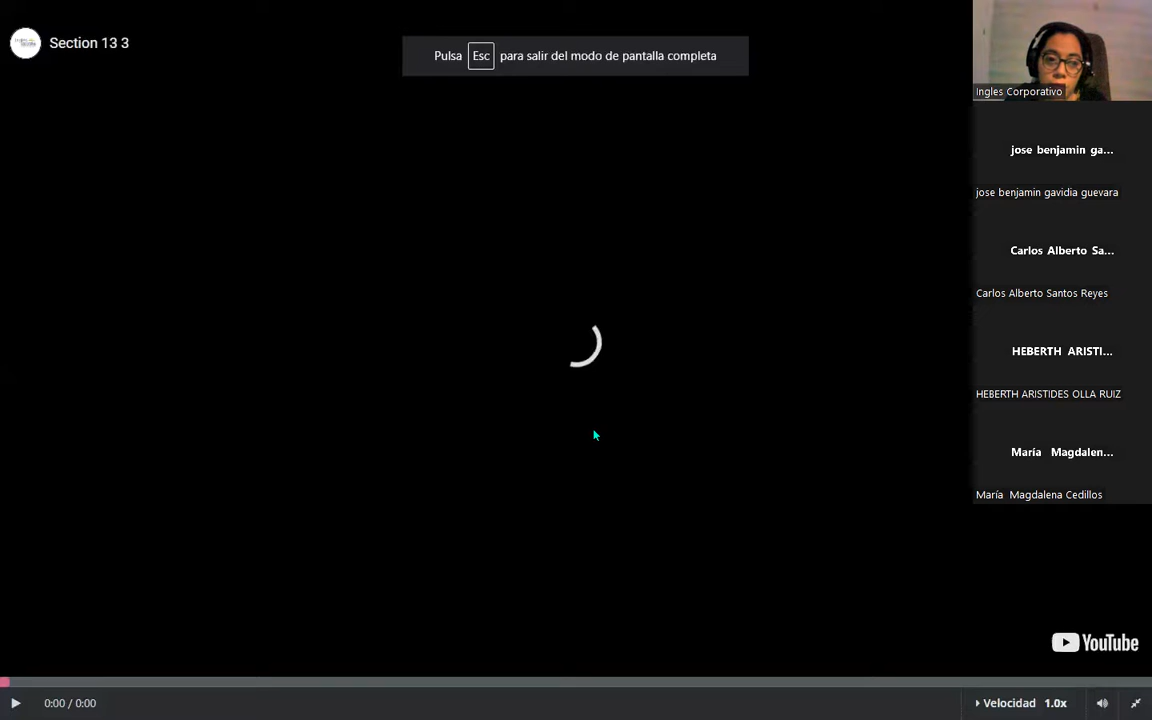 Section 13 3
Pulsa Esc para salir del modo de pantalla completa
Ingles Corporativo
jose benjamin ga...
jose benjamin gavidia guevara
Carlos Alberto Sa...
Carlos Alberto Santos Reyes
HEBERTH ARISTI...
HEBERTH ARISTIDES OLLA RUIZ
María Magdalen...
María Magdalena Cedillos
YouTube
0:00 / 0:00
Velocidad 1.0x